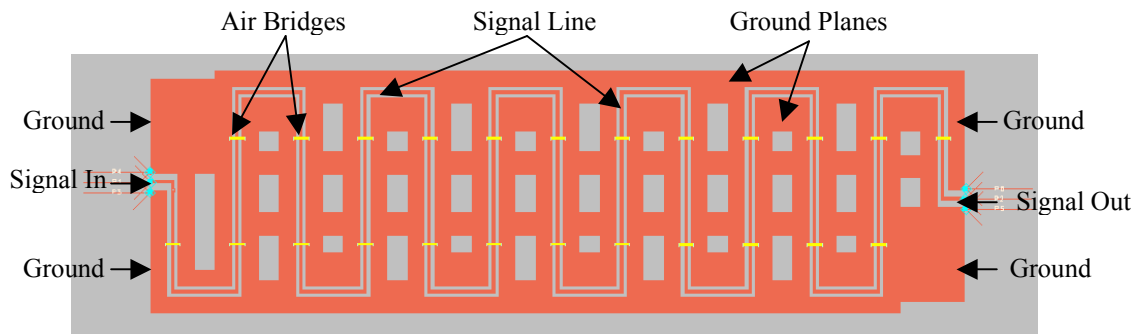 Air Bridges
Signal Line
Ground Planes
Ground
Ground
Signal In
Signal Out
Ground
Ground